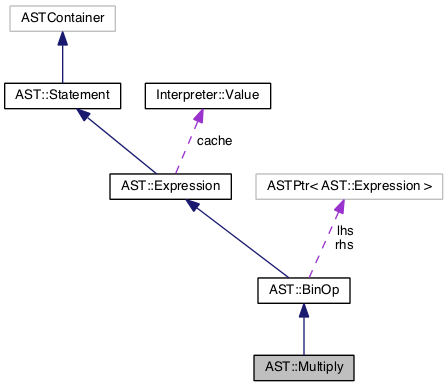 ASTContainer
AST::Statement
Interpreter::Value
cache
AST::Expression
ASTPtr< AST::Expression >
lhs
rhs
AST::BinOp
AST::Multiply